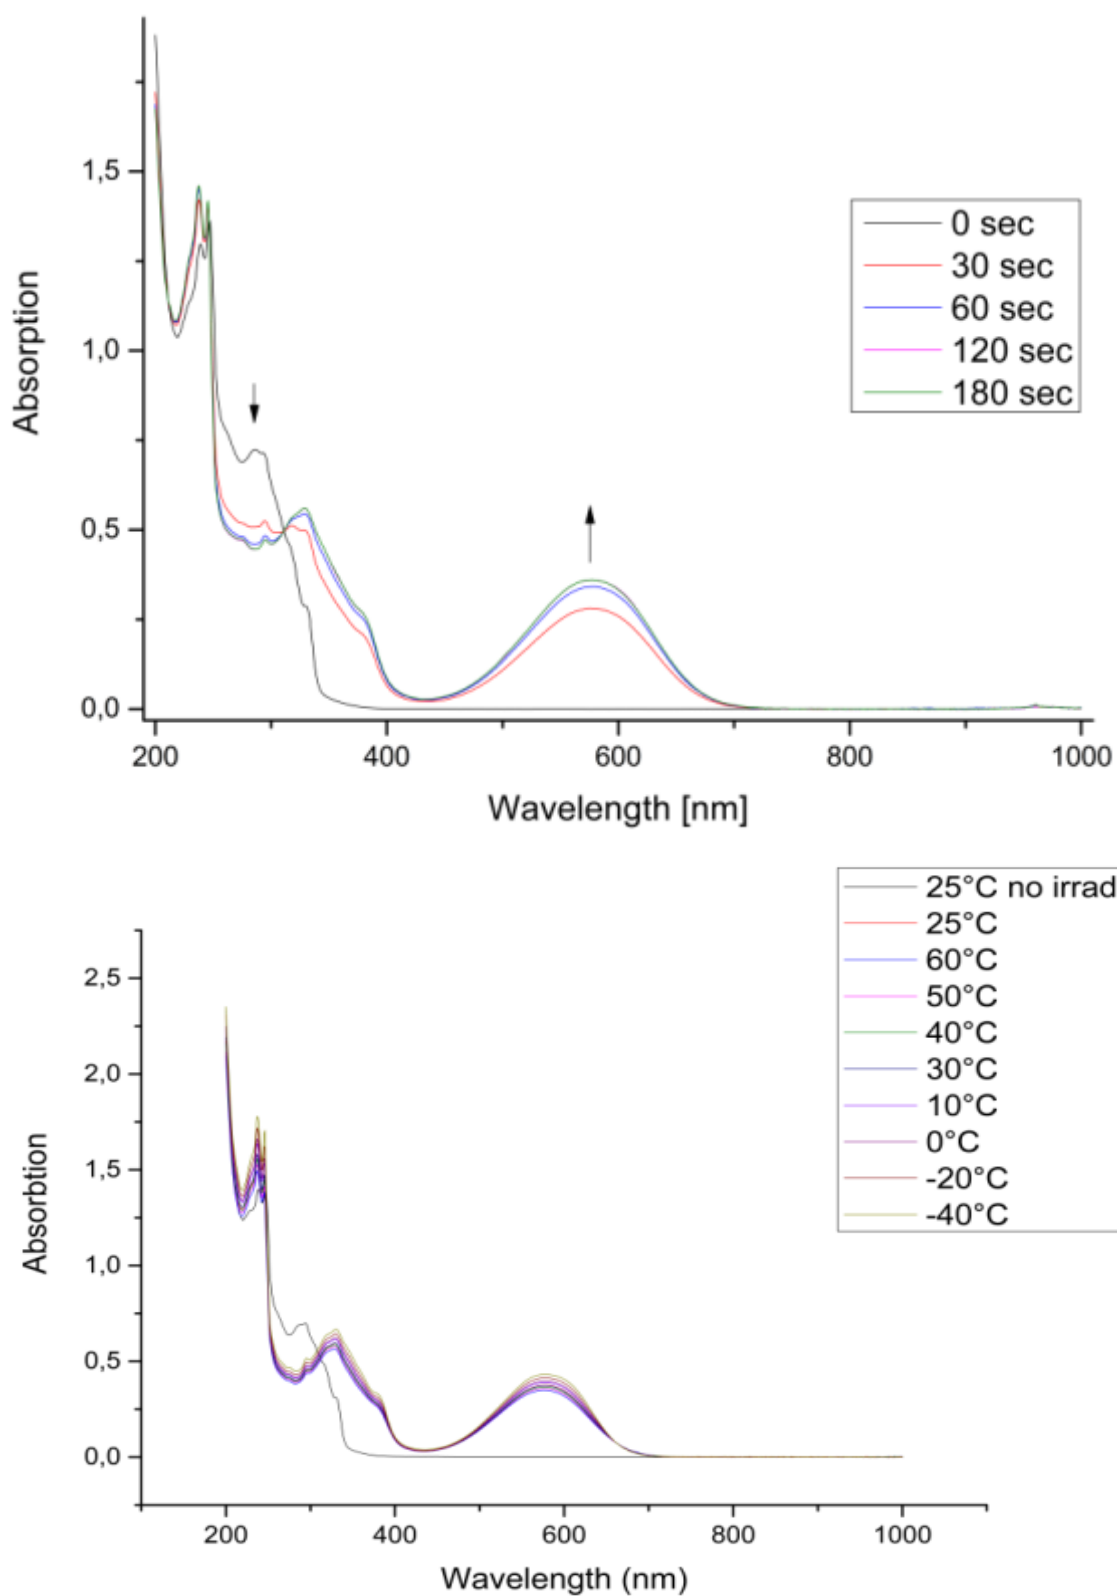 1,5
1,0
0,5
0,0
Absorption
0 sec
30 sec
60 sec
120 sec
180 sec
200
400
600
800
1000
Wavelength [nm]
25°C no irrad
25°C
60°C
50°C
40°C
30°C
10°C
0°C
-20°C
-40°C
2,5
2,0
1,5
1,0
0,5
0,0
Absorbtion
200
400
600
800
1000
Wavelength (nm)